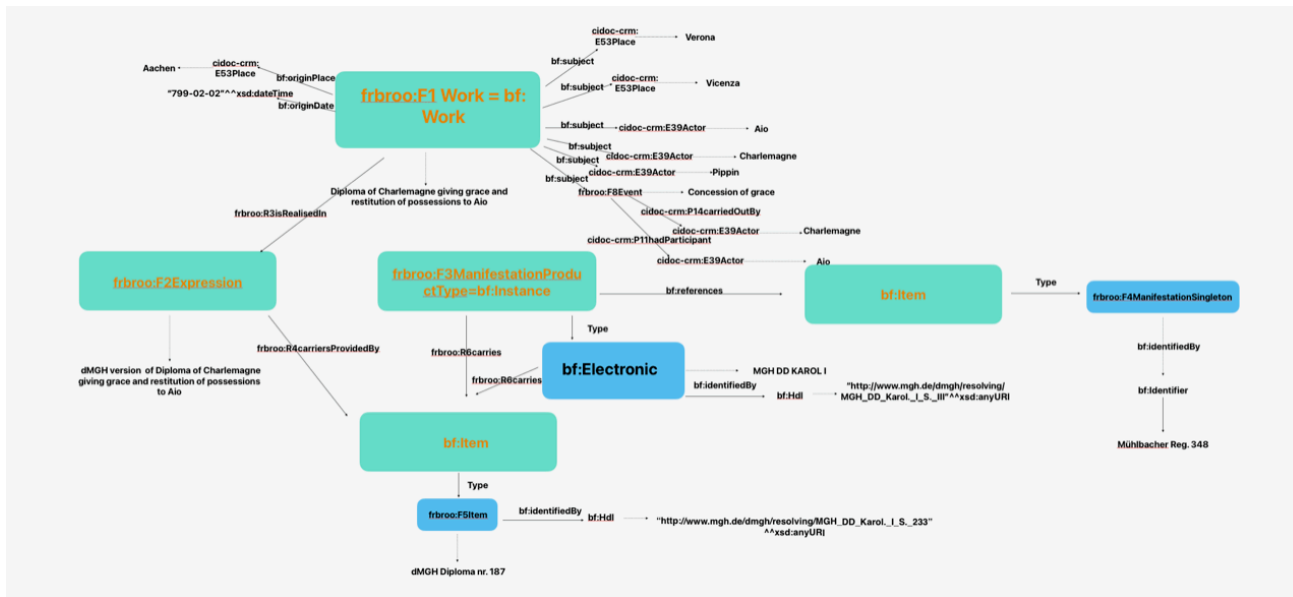 cidoc-crm:
E53Place
Verona
bf:subject
cidoc-crm:
E53Place
Vicenza
bf:subject
Aachen
cidoc-crm:
E53Place
bf:originPlace
"799-02-02"^^xsd:dateTime
bf:originDate
frbroo:F1 Work = bf:
Work
bf:subject
cidoc-crm:E39Actor
Aio
bf:subject
cidoc-crm:E39Actor
Charlemagne
bf:subject
cidoc-crm:E39Actor
Pippin
bf:subject
frbroo:F8Event
Concession of grace
Diploma of Charlemagne giving grace and
restitution of possessions to Aio
frbroo:R3isRealisedIn
cidoc-crm:P14carriedOutBy
cidoc-crm:E39Actor
Charlemagne
cidoc-crm:P11hadParticipant
cidoc-crm:E39Actor
Aio
frbroo:F2Expression
frbroo:F3ManifestationProdu
ctType=bf:Instance
bf:references
bf:Item
Type
frbroo:F4ManifestationSingleton
frbroo:R4carriersProvidedBy
frbroo:R6carries
Type
bf:Electronic
frbroo:R6carries
dMGH version of Diploma of Charlemagne
giving grace and restitution of possessions
to Aio
MGH DD KAROL I
bf:identifiedBy
bf:Hdl
"http://www.mgh.de/dmgh/resolving/
MGH_DD_Karol._I_S._III"^^xsd:anyURI
bf:identifiedBy
bf:Identifier
Mühlbacher Reg. 348
bf:Item
Type
frbroo:F5Item
bf:identifiedBy
bf:Hdl
"http://www.mgh.de/dmgh/resolving/MGH_DD_Karol._I_S._233"
^^xsd:anyURI
dMGH Diploma nr. 187